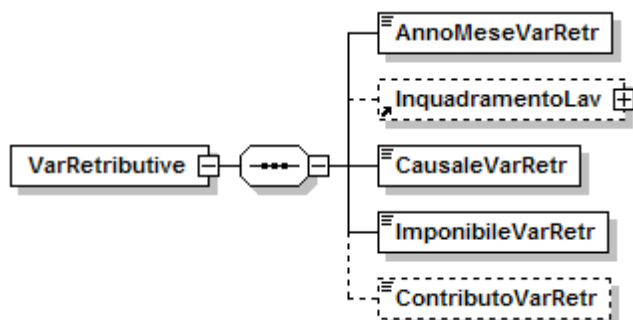 AnnoMeseVarRetr
InquadramentoLav
VarRetributive
CausaleVarRetr
ImponibileVarRetr
ContributoVarRetr